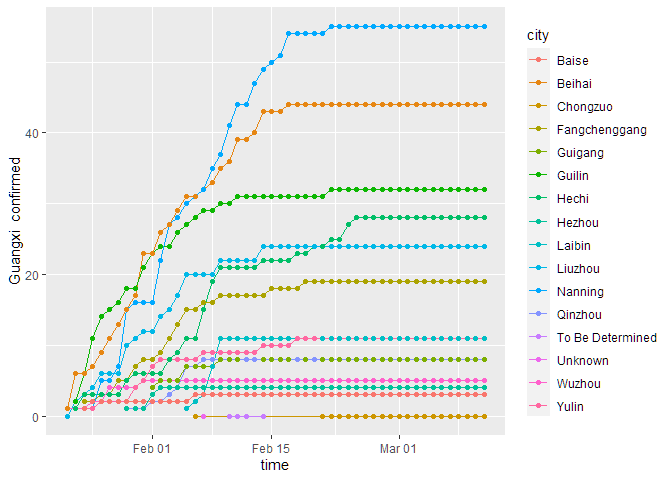 Guangxi confirmed
40
20
0
Feb 01
Feb 15
Mar 01
time
city
Baise
Beihai
Chongzuo
Fangchenggang
Guigang
Guilin
Hechi
Hezhou
Laibin
Liuzhou
Nanning
Qinzhou
To Be Determined
Unknown
Wuzhou
Yulin